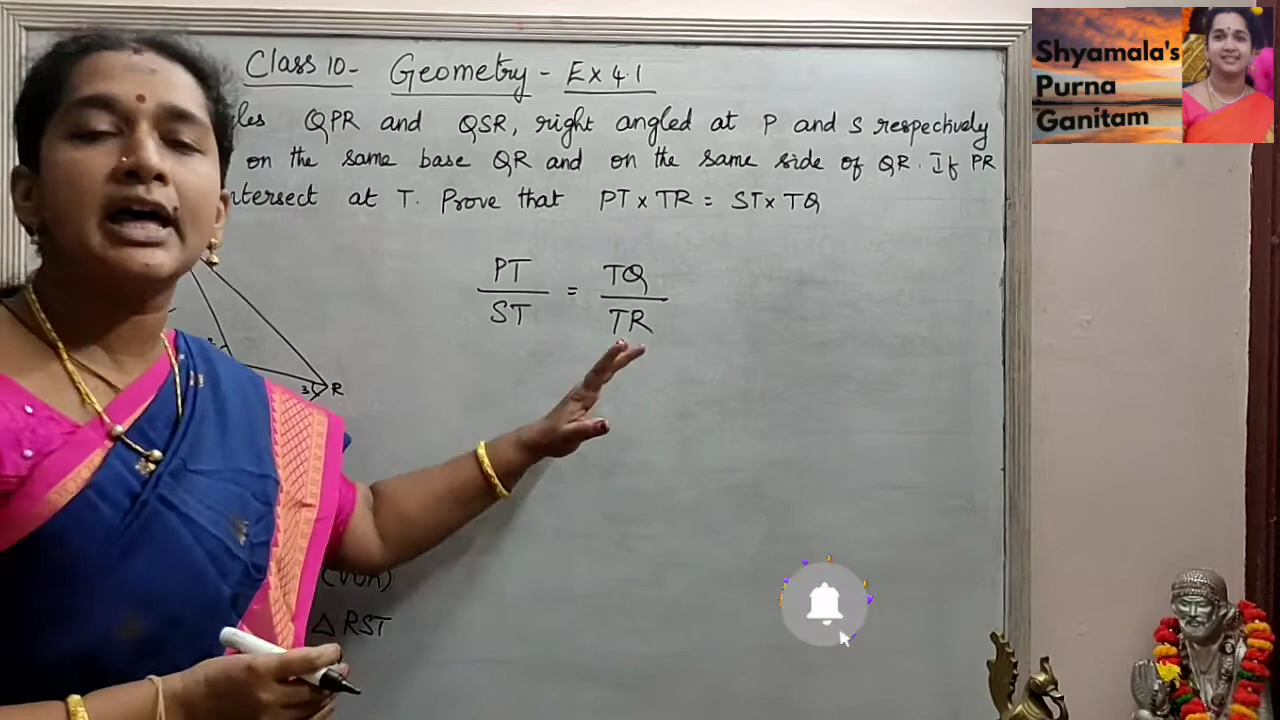 Class 10- Geometry - Ex 4.1
QPR and QSR, right angled at P and S respectively
on the same base QR and on the same side of QR. If PR
at T. Prove that PT x TR = ST x TQ
PT/ST = TQ/TR
3 R
(VOA)
△ RST
Shyamala's
Purna
Ganitam